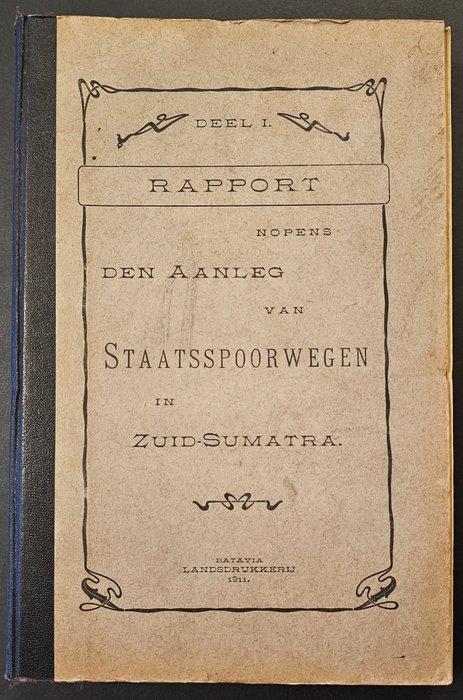 DEEL I.
RAPPORT
NOPENS
DEN AANLEG
VAN
STAATSSPOORWEGEN
IN
ZUID-SUMATRA.
BATAVIA
LANDSDRUKKERIJ
1911.